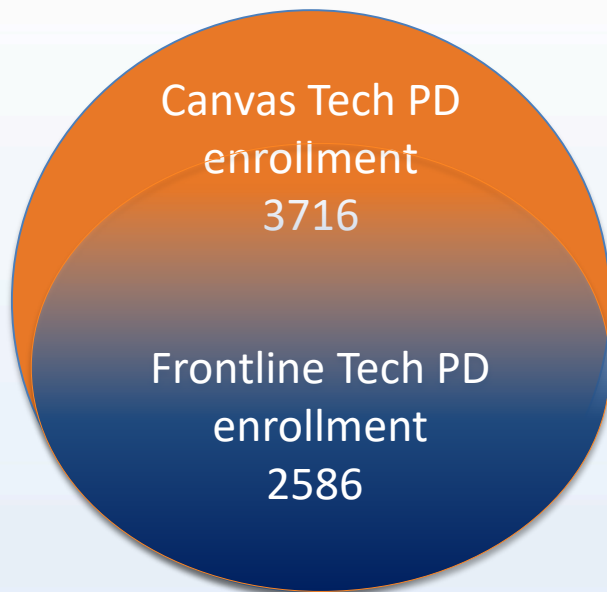 Canvas Tech PD
enrollment
3716
Frontline Tech PD
enrollment
2586